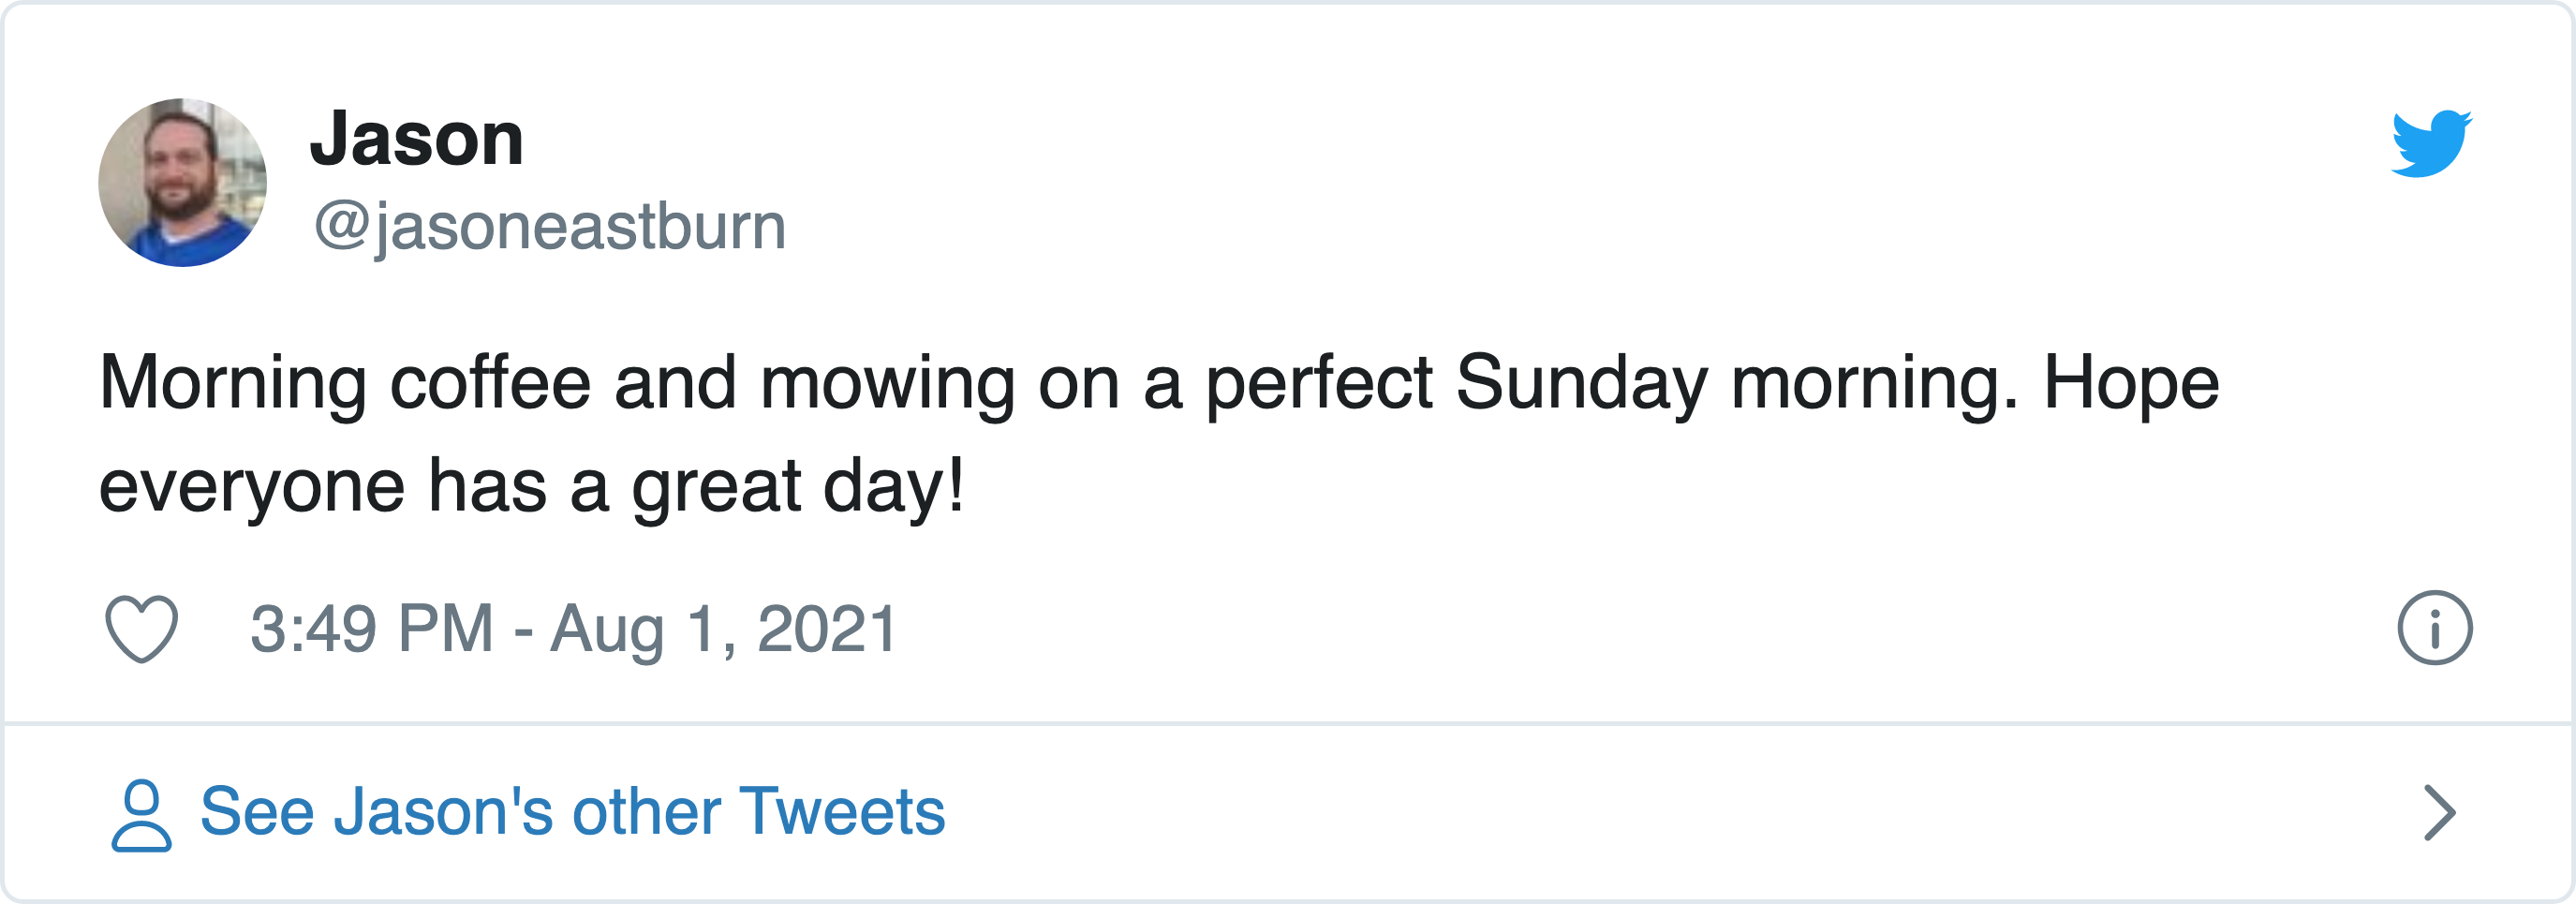 Jason
@jasoneastburn
Morning coffee and mowing on a perfect Sunday morning. Hope
everyone has a great day!
3:49 PM - Aug 1, 2021
See Jason's other Tweets